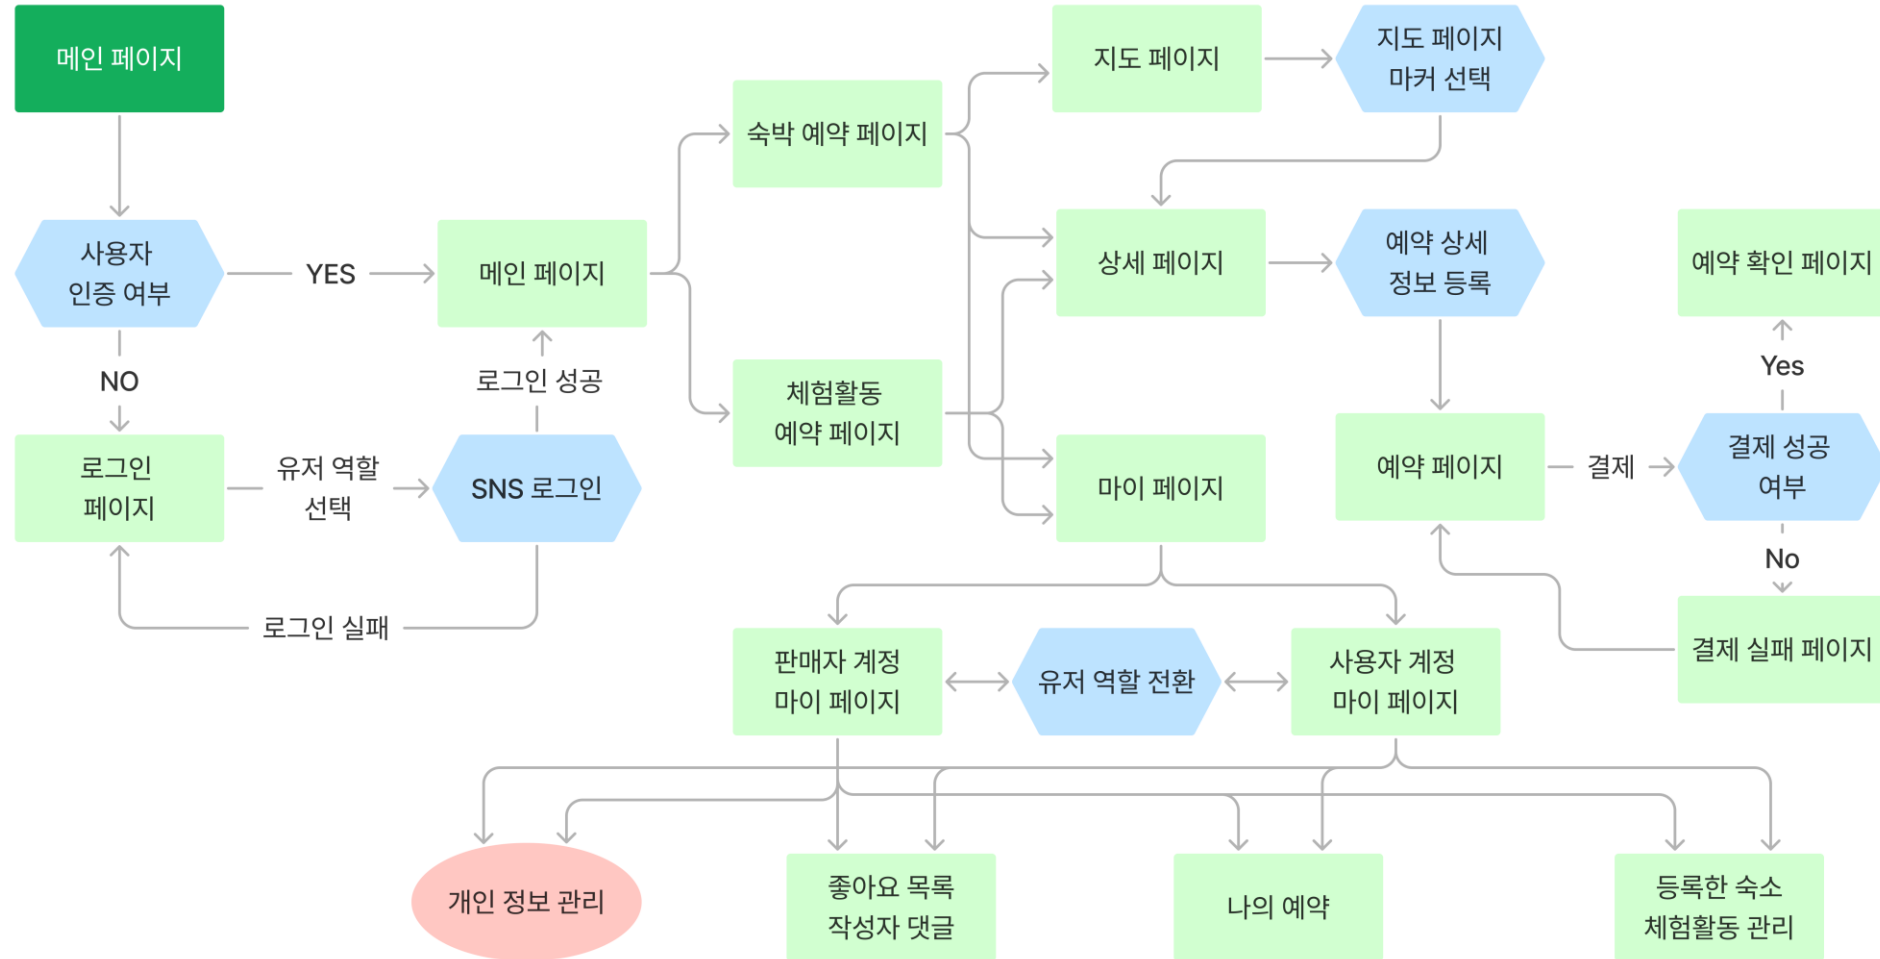 메인 페이지
사용자
인증 여부
YES
NO
로그인
페이지
유저 역할
선택
SNS 로그인
로그인 성공
로그인 실패
메인 페이지
숙박 예약 페이지
체험활동
예약 페이지
지도 페이지
지도 페이지
마커 선택
상세 페이지
예약 상세
정보 등록
예약 페이지
결제
결제 성공
여부
Yes
예약 확인 페이지
No
결제 실패 페이지
마이 페이지
판매자 계정
마이 페이지
유저 역할 전환
사용자 계정
마이 페이지
개인 정보 관리
좋아요 목록
작성자 댓글
나의 예약
등록한 숙소
체험활동 관리